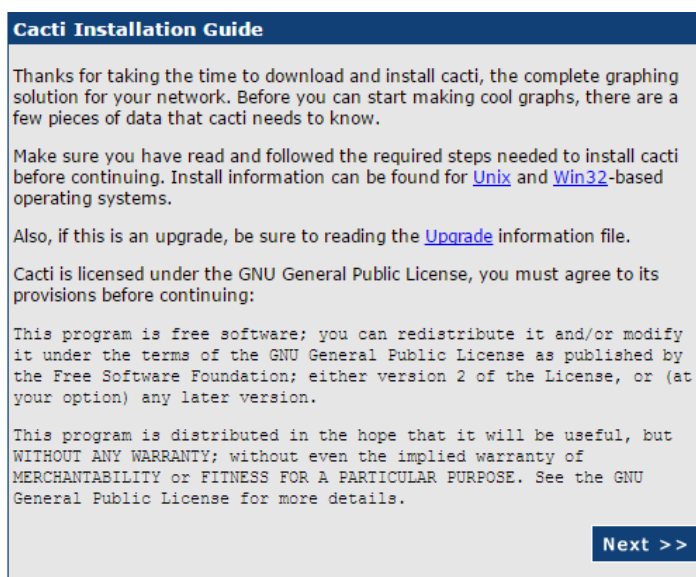 Cacti Installation Guide
Thanks for taking the time to download and install cacti, the complete graphing
solution for your network. Before you can start making cool graphs, there are a
few pieces of data that cacti needs to know.
Make sure you have read and followed the required steps needed to install cacti
before continuing. Install information can be found for Unix and Win32-based
operating systems.
Also, if this is an upgrade, be sure to reading the Upgrade information file.
Cacti is licensed under the GNU General Public License, you must agree to its
provisions before continuing:
This program is free software; you can redistribute it and/or modify
it under the terms of the GNU General Public License as published by
the Free Software Foundation; either version 2 of the License, or (at
your option) any later version.
This program is distributed in the hope that it will be useful, but
WITHOUT ANY WARRANTY; without even the implied warranty of
MERCHANTABILITY or FITNESS FOR A PARTICULAR PURPOSE. See the GNU
General Public License for more details.
Next >>